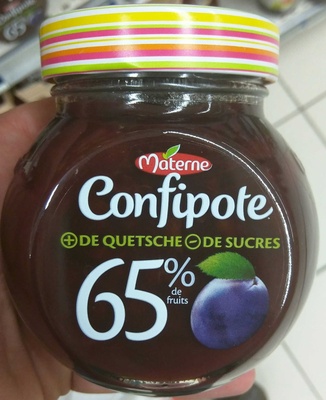 Materne
Confipote
+ DE QUETSCHE - DE SUCRES
65%
de
fruits